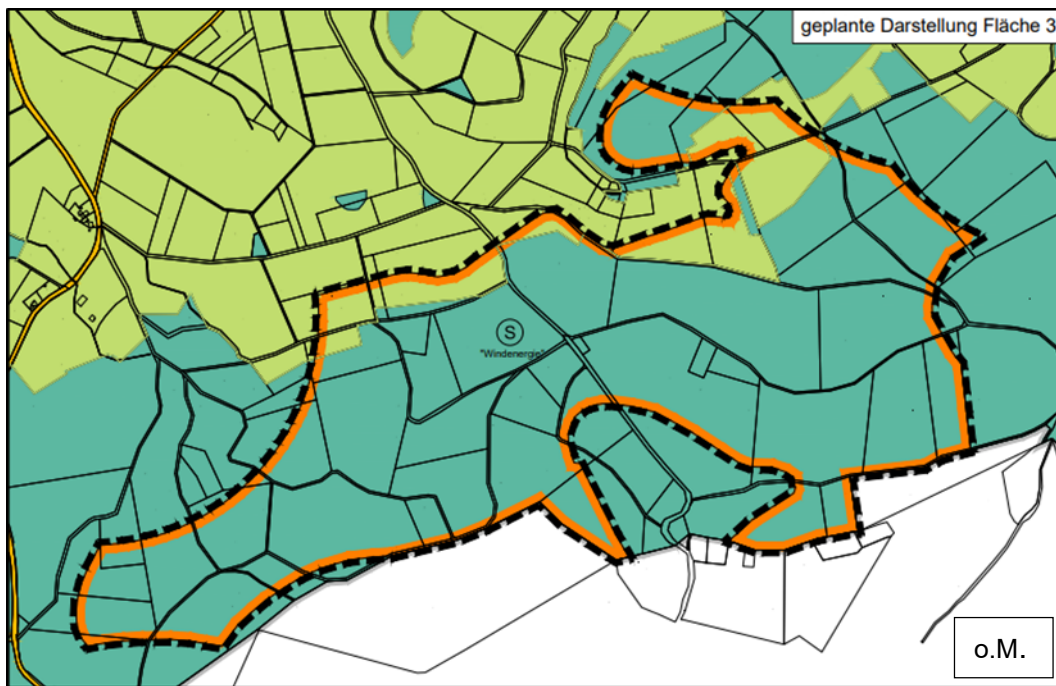 geplante Darstellung Fläche 3
S
"Windenergie"
o.M.